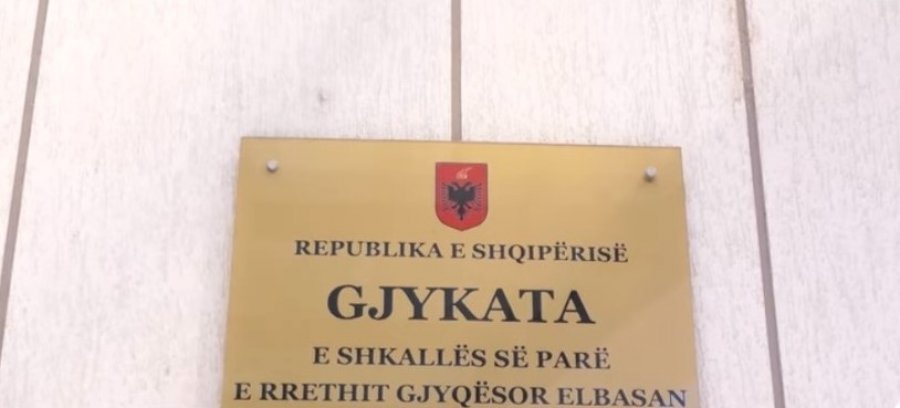 REPUBLIKA E SHQIPËRISË
GJYKATA
E SHKALLËS SË PARË
E RRETHIT GJYQËSOR ELBASAN